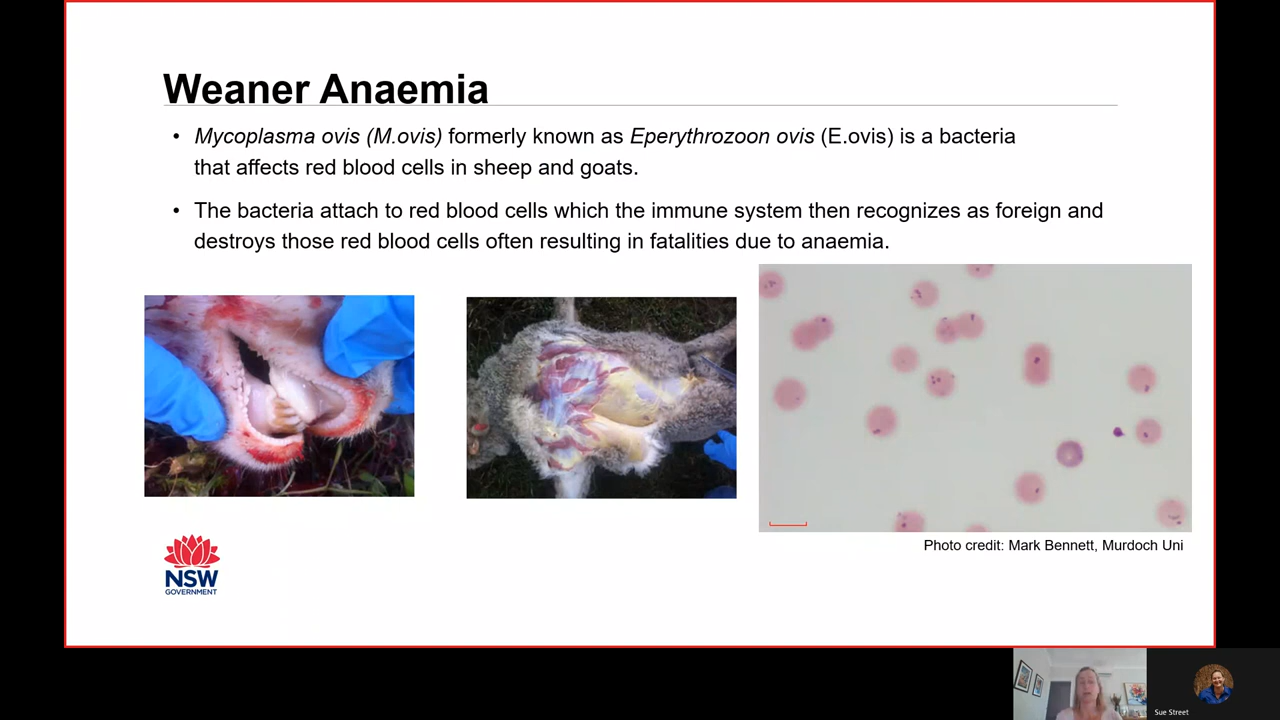 Weaner Anaemia
• Mycoplasma ovis (M.ovis) formerly known as Eperythrozoon ovis (E.ovis) is a bacteria
that affects red blood cells in sheep and goats.
• The bacteria attach to red blood cells which the immune system then recognizes as foreign and
destroys those red blood cells often resulting in fatalities due to anaemia.
Photo credit: Mark Bennett, Murdoch Uni
NSW
GOVERNMENT
Sue Street